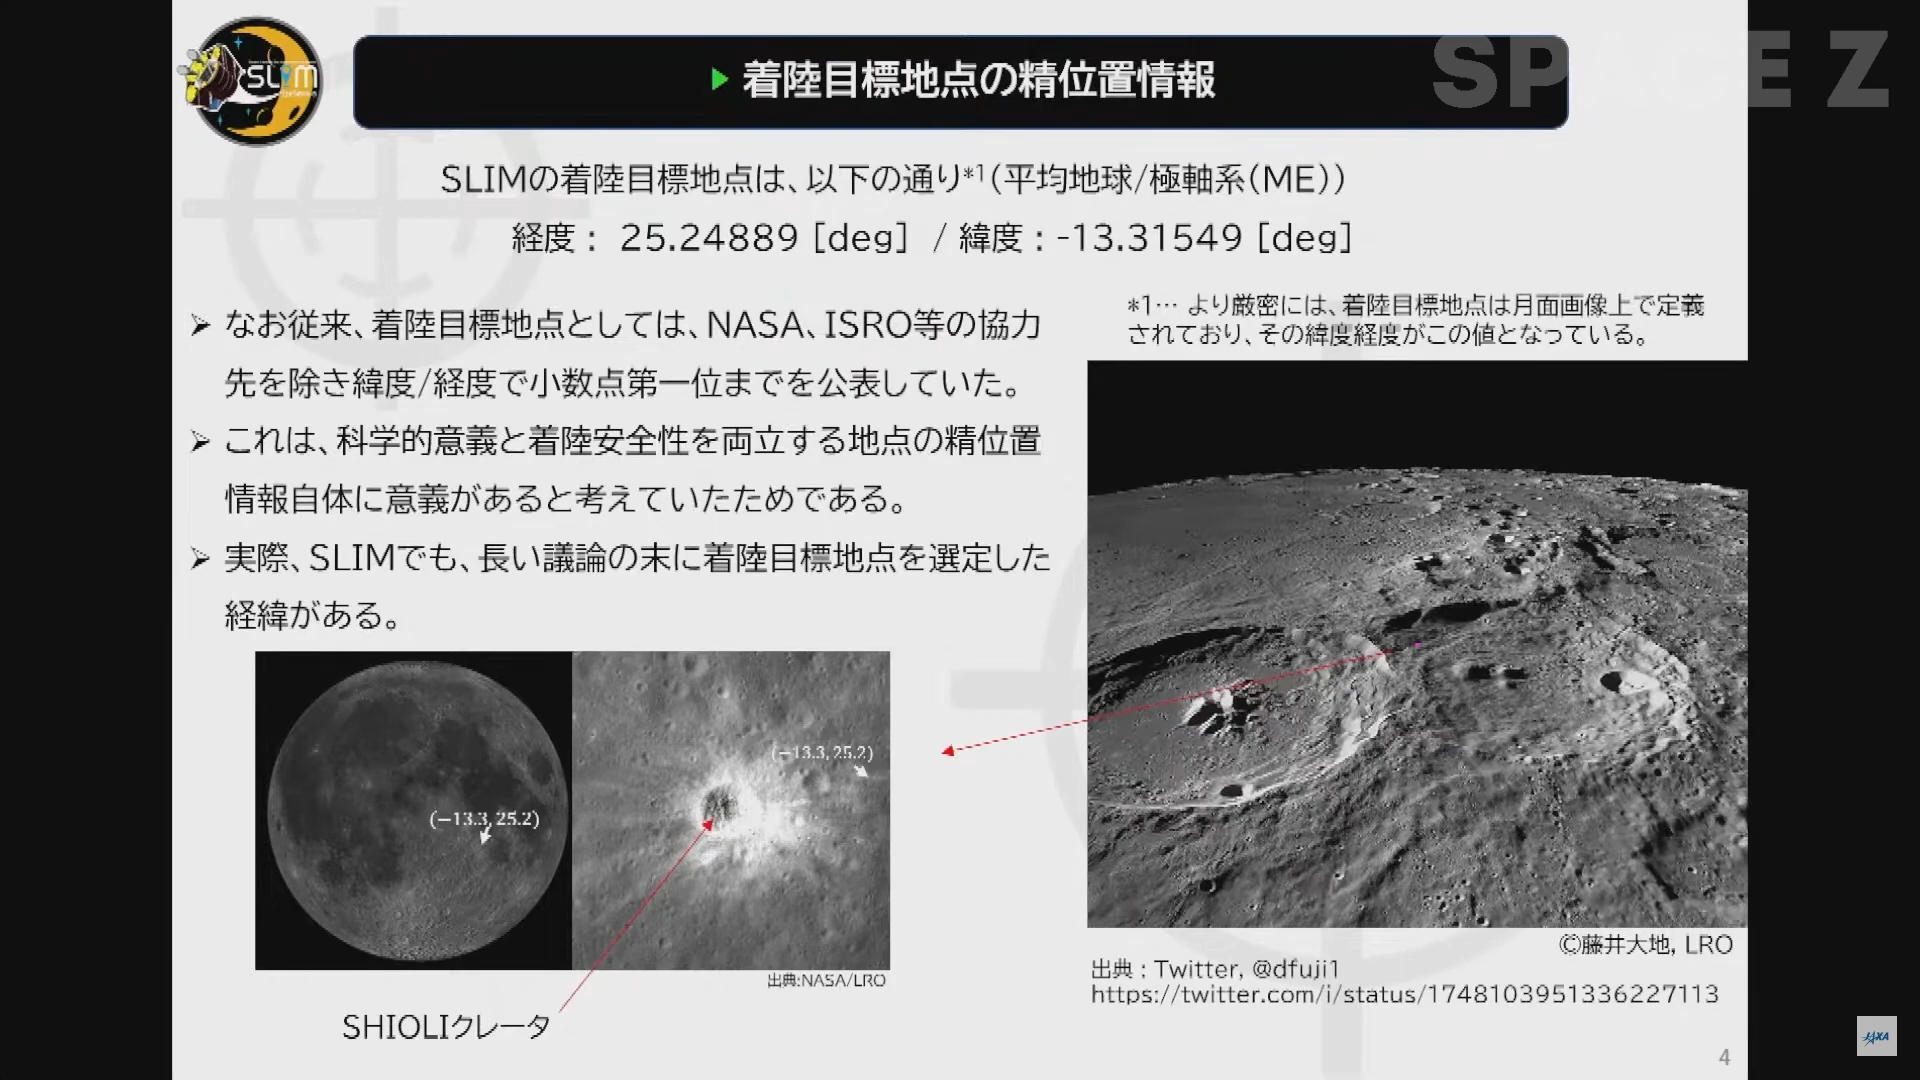 SLIM
▶着陸目標地点の精位置情報
SPACE Z
SLIMの着陸目標地点は、以下の通り*1(平均地球/極軸系(ME))
経度： 25.24889 [deg] / 緯度：-13.31549 [deg]
➢ なお従来、着陸目標地点としては、NASA、ISRO等の協力
先を除き緯度/経度で小数点第一位までを公表していた。
➢ これは、科学的意義と着陸安全性を両立する地点の精位置
情報自体に意義があると考えていたためである。
➢ 実際、SLIMでも、長い議論の末に着陸目標地点を選定した
経緯がある。
*1… より厳密には、着陸目標地点は月面画像上で定義
されており、その緯度経度がこの値となっている。
(−13.3, 25.2)
(−13.3, 25.2)
出典:NASA/LRO
SHIOLIクレータ
©藤井大地, LRO
出典：Twitter, @dfuji1
https://twitter.com/i/status/1748103951336227113
4
JAXA